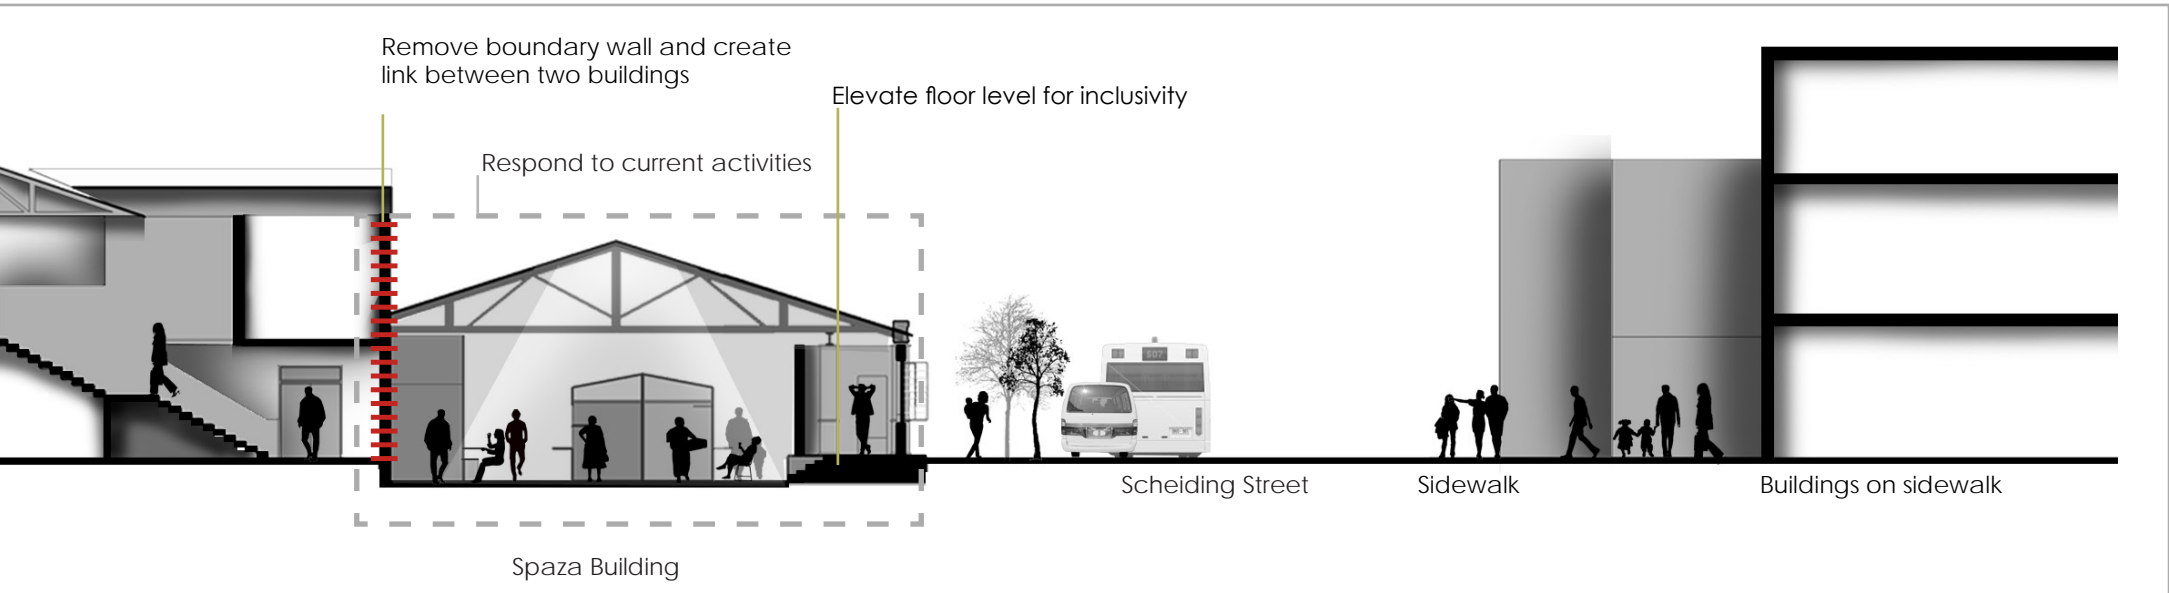 Remove boundary wall and create
link between two buildings
Elevate floor level for inclusivity
Respond to current activities
Scheiding Street
Sidewalk
Buildings on sidewalk
Spaza Building